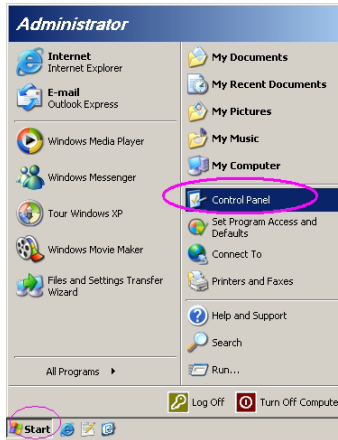 Administrator
Internet
Internet Explorer
E-mail
Outlook Express
Windows Media Player
Windows Messenger
Tour Windows XP
Windows Movie Maker
Files and Settings Transfer
Wizard
All Programs
My Documents
My Recent Documents
My Pictures
My Music
My Computer
Control Panel
Set Program Access and
Defaults
Connect To
Printers and Faxes
Help and Support
Search
Run...
Log Off
Turn Off Compute
Start